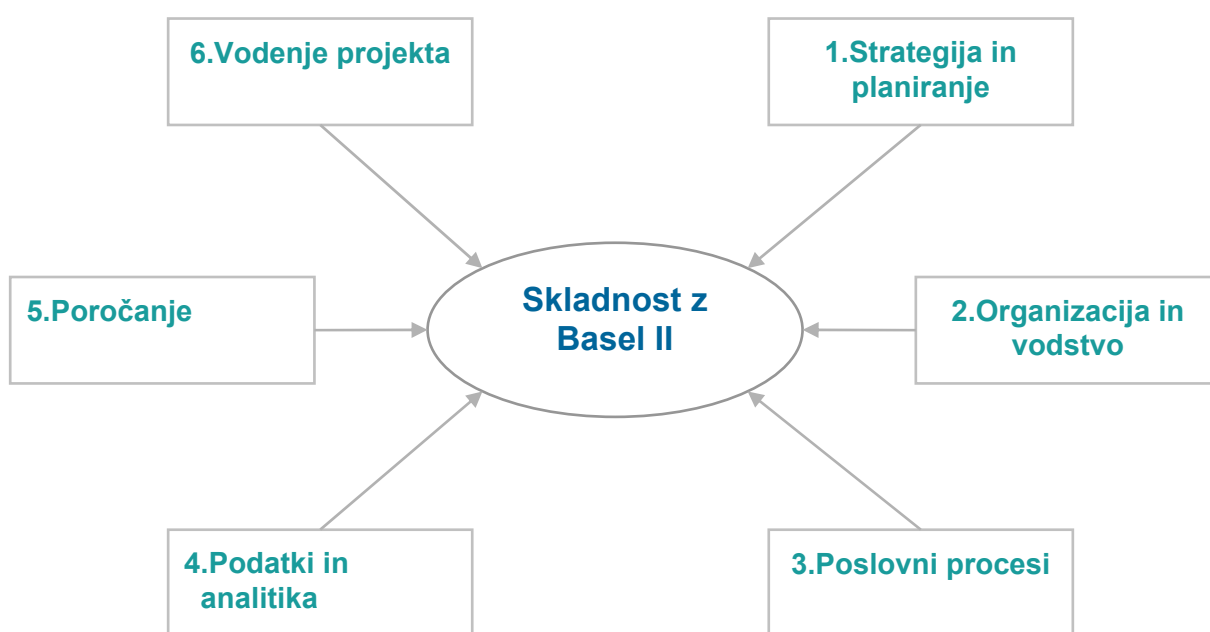 6.Vodenje projekta
1.Strategija in
planiranje
5.Poročanje
Skladnost z
Basel II
2.Organizacija in
vodstvo
4.Podatki in
analitika
3.Poslovni procesi